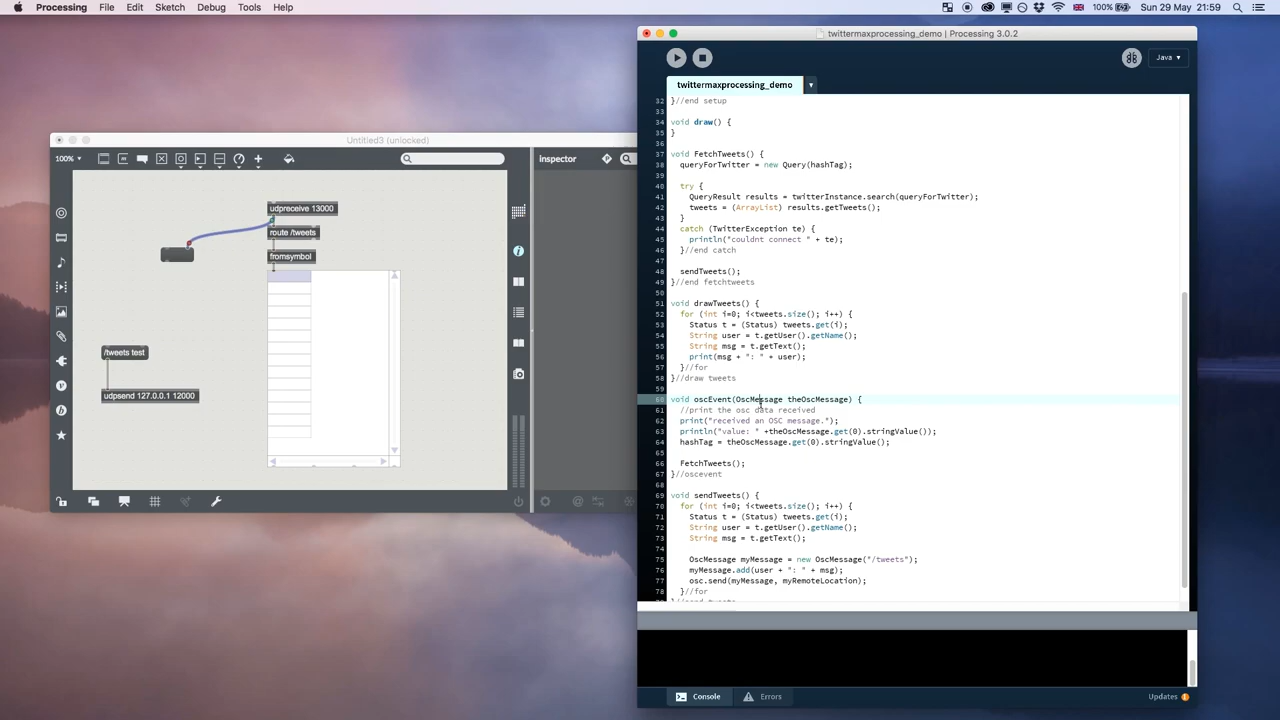 Processing File Edit Sketch Debug Tools Help
100% Sun 29 May 21:59
Untitled3 (unlocked)
100%
udpreceive 13000
route /tweets
fromsymbol
/tweets test
udpsend 127.0.0.1 12000
Inspector
twittermaxprocessing_demo | Processing 3.0.2
Java
twittermaxprocessing_demo
32 }//end setup
33
34 void draw() {
35 }
36
37 void FetchTweets() {
38 queryForTwitter = new Query(hashTag);
39
40 try {
41 QueryResult results = twitterInstance.search(queryForTwitter);
42 tweets = (ArrayList) results.getTweets();
43 }
44 catch (TwitterException te) {
45 println("couldnt connect " + te);
46 }//end catch
47
48 sendTweets();
49 }//end fetchtweets
50
51 void drawTweets() {
52 for (int i=0; i<tweets.size(); i++) {
53 Status t = (Status) tweets.get(i);
54 String user = t.getUser().getName();
55 String msg = t.getText();
56 print(msg + ": " + user);
57 }//for
58 }//draw tweets
59
60 void oscEvent(OscMessage theOscMessage) {
61 //print the osc data received
62 print("received an OSC message.");
63 println("value: " +theOscMessage.get(0).stringValue());
64 hashTag = theOscMessage.get(0).stringValue();
65
66 FetchTweets();
67 }//oscevent
68
69 void sendTweets() {
70 for (int i=0; i<tweets.size(); i++) {
71 Status t = (Status) tweets.get(i);
72 String user = t.getUser().getName();
73 String msg = t.getText();
74
75 OscMessage myMessage = new OscMessage("/tweets");
76 myMessage.add(user + ": " + msg);
77 osc.send(myMessage, myRemoteLocation);
78 }//for
Console Errors
Updates 1